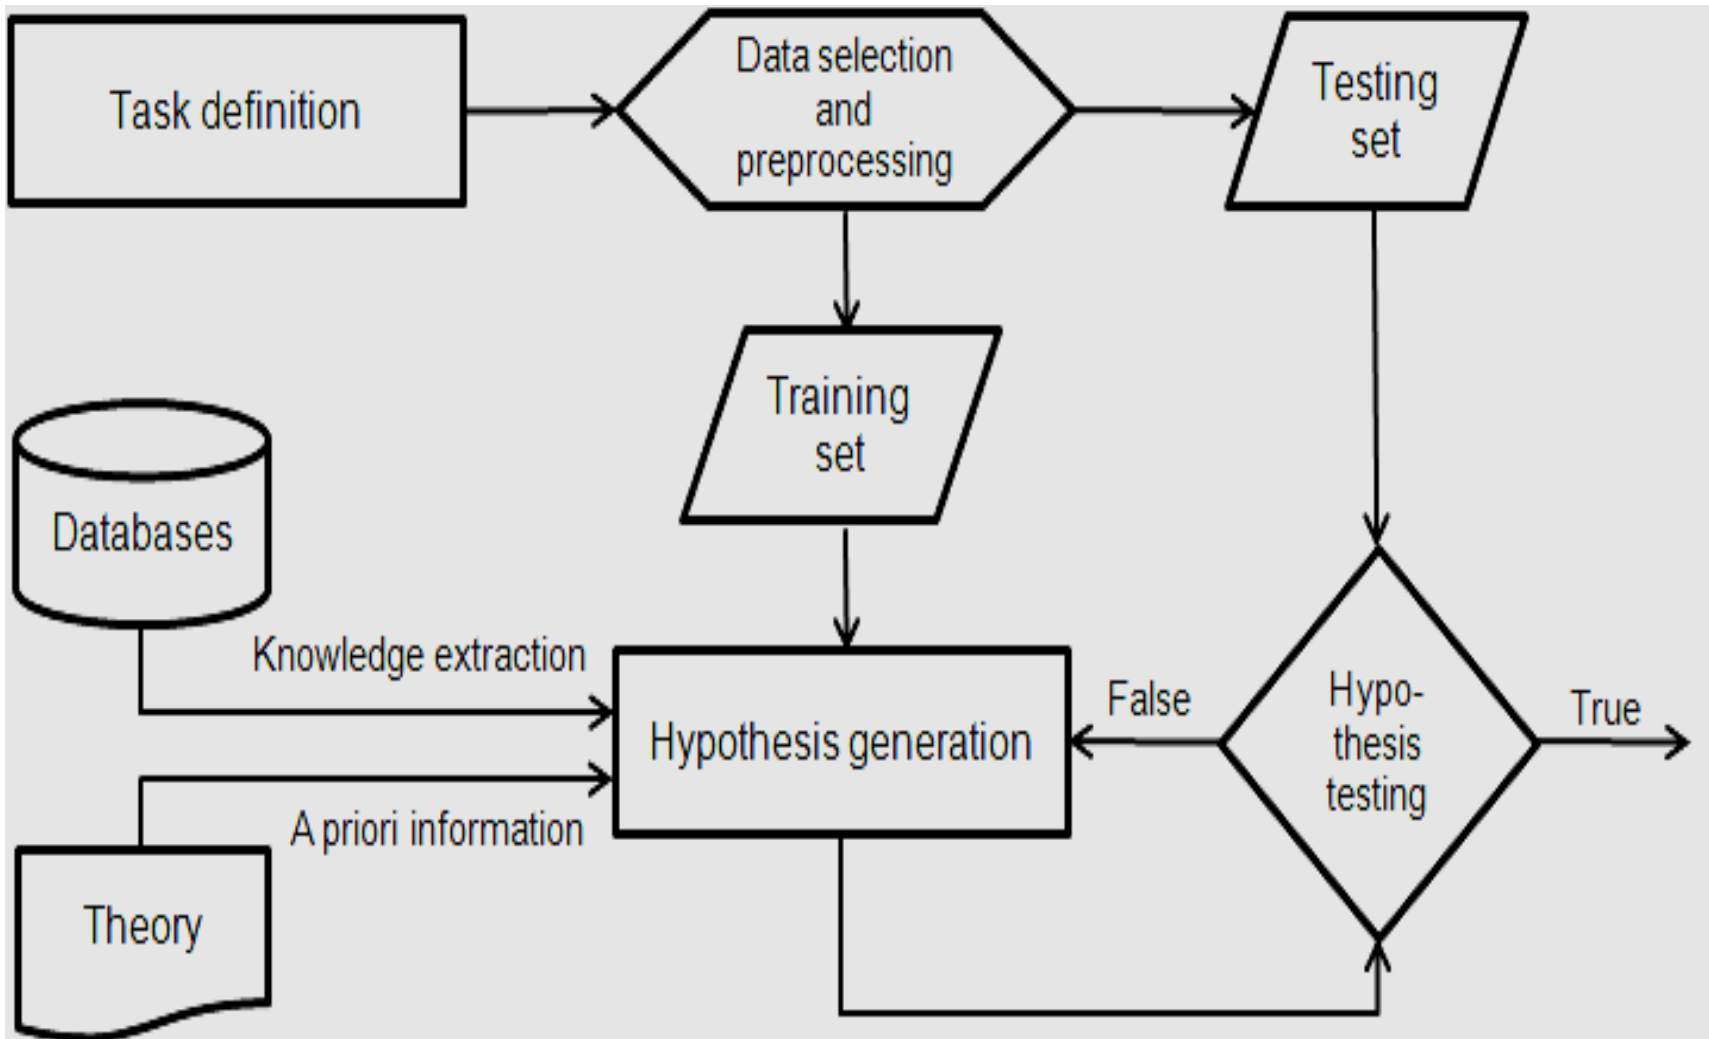 Task definition
Data selection
and
preprocessing
Testing
set
Training
set
Databases
Knowledge extraction
Hypothesis generation
False
Hypo-
thesis
testing
True
A priori information
Theory